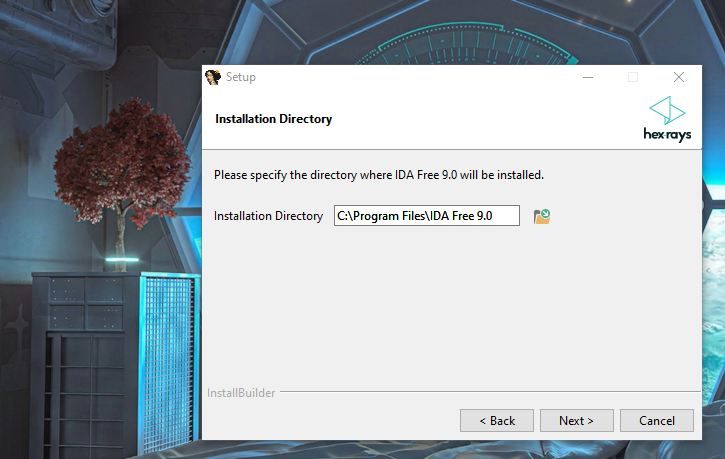 Setup
Installation Directory
hex-rays
Please specify the directory where IDA Free 9.0 will be installed.
Installation Directory C:\Program Files\IDA Free 9.0
InstallBuilder
< Back Next > Cancel